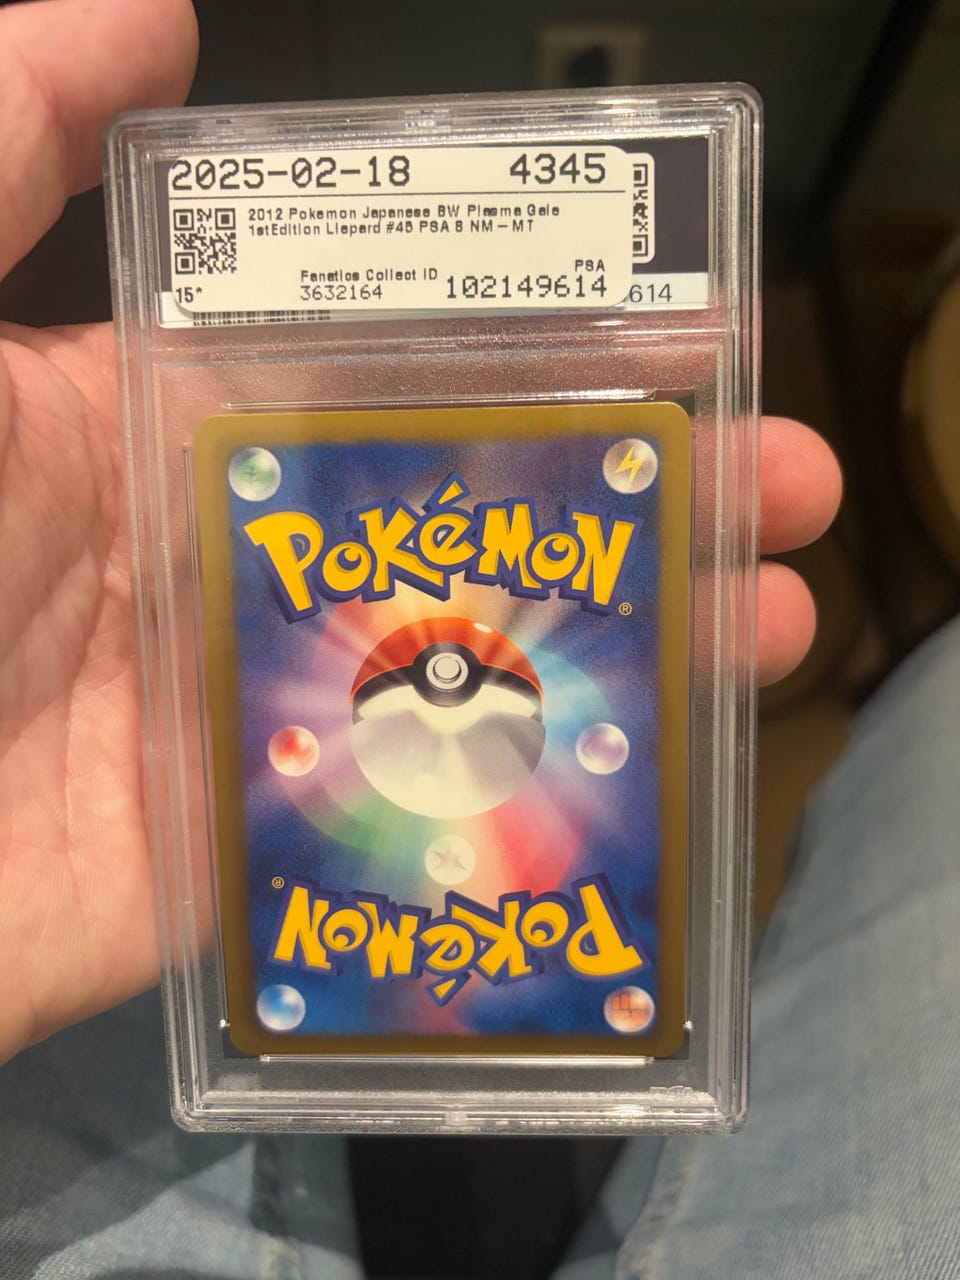 2025-02-18 4345
2012 Pokemon Japanese BW Plasma Gale
1stEdition Liepard #45 PSA 8 NM-MT
PSA
Fanatics Collect ID
15* 3632164 102149614 614
POKéMON
®
®
POKéMON
PSA